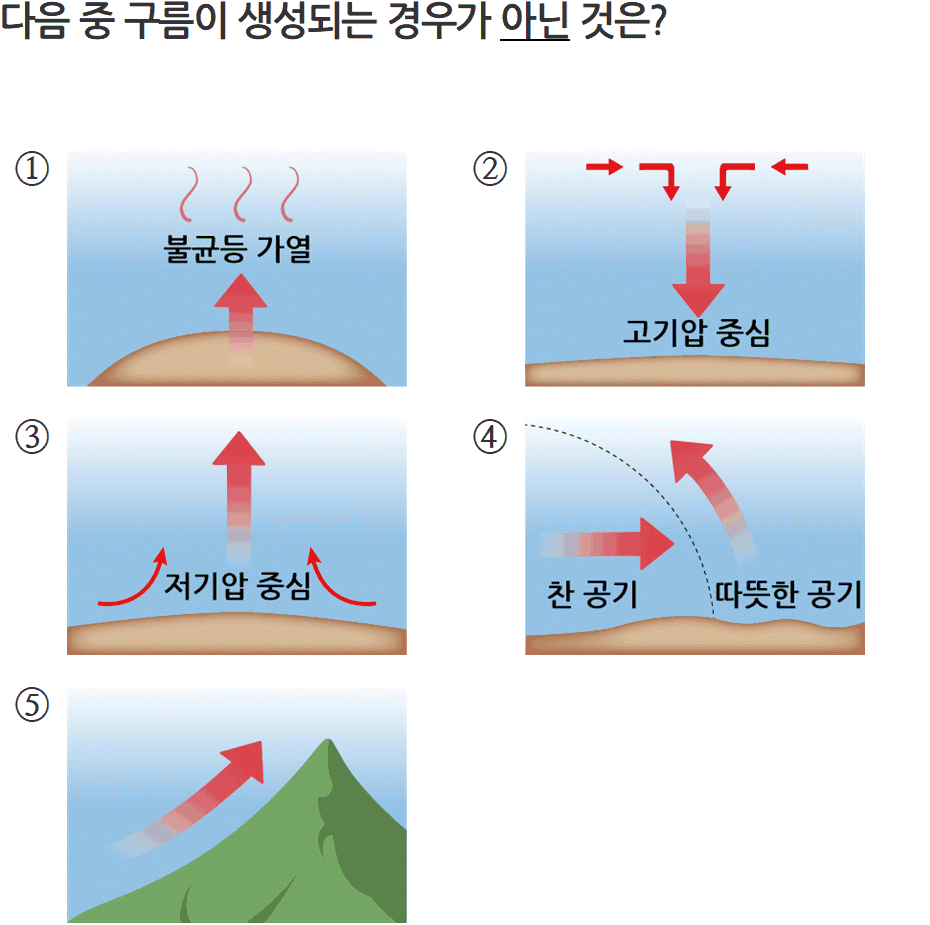 다음 중 구름이 생성되는 경우가 아닌 것은?
① 불균등 가열
② 고기압 중심
③ 저기압 중심
④ 찬 공기 따뜻한 공기
⑤